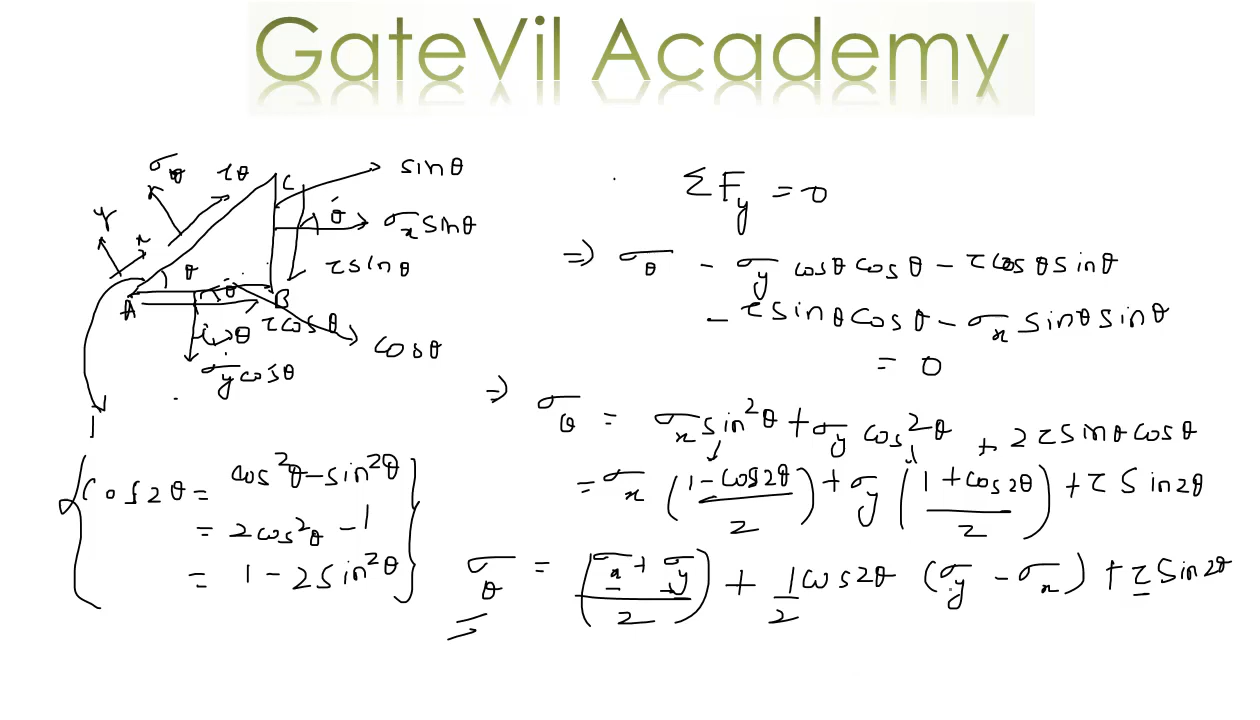 GateVil Academy
σθ τθ C sinθ
y x θ σx sinθ
θ τ sinθ
A θ B τcosθ
θ cosθ
σy cosθ
ΣFy = 0
⇒ σθ - σy cosθ cosθ - τ cosθ sinθ
- τ sinθ cosθ - σx sinθ sinθ
= 0
⇒ σθ = σx sin²θ + σy cos²θ + 2τ sinθ cosθ
= σx (1 - cos2θ / 2) + σy (1 + cos2θ / 2) + τ sin2θ
σθ = (σx + σy / 2) + 1/2 cos2θ (σy - σx) + τ sin2θ
{cos2θ = cos²θ - sin²θ
= 2cos²θ - 1
= 1 - 2sin²θ}